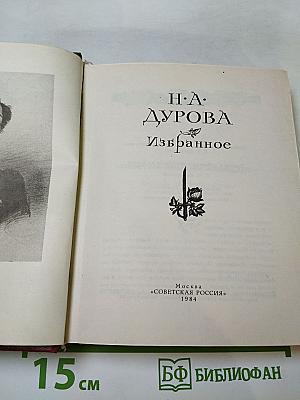 Н·А·
ДУРОВА
Избранное
Москва
«СОВЕТСКАЯ РОССИЯ»
1984
15 см
БФ БИБЛИОФАН